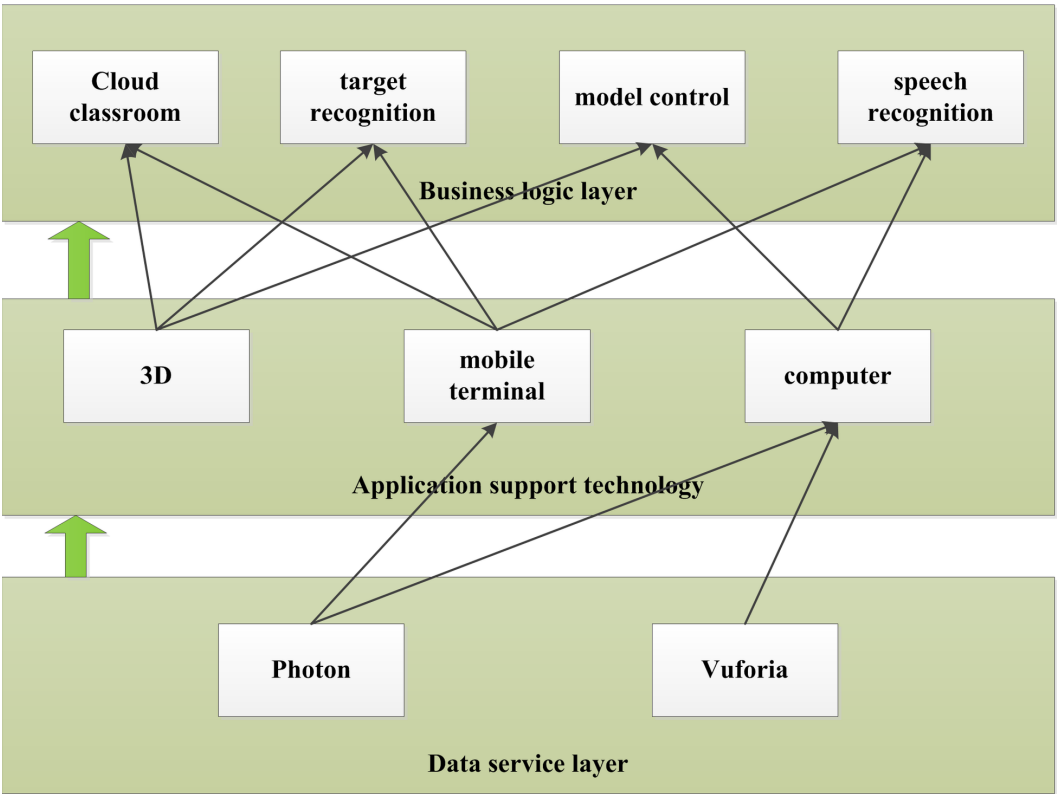 Cloud
classroom
target
recognition
model control
speech
recognition
Business logic layer
3D
mobile
terminal
computer
Application support technology
Photon
Vuforia
Data service layer